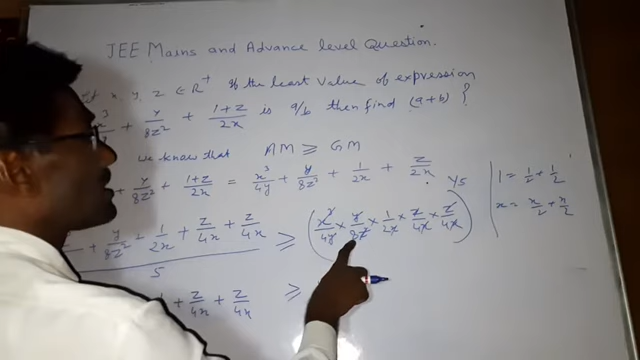 JEE Mains and Advance level Question.
x, y, z ∈ R⁺ If the least value of expression
+ y/8z² + 1+z/2x is a/b then find (a+b) ?
We know that AM ≥ GM
+ y/8z² + 1+z/2x = x³/4y + y/8z² + 1/2x + z/2x
+ y/8z² + 1/2x + z/4x + z/4x ≥ (x³/4y × y/8z² × 1/2x × z/4x × z/4x)^1/5
5
+ z/4x + z/4x ≥
1 = 1/2 + 1/2
x = x/2 + x/2